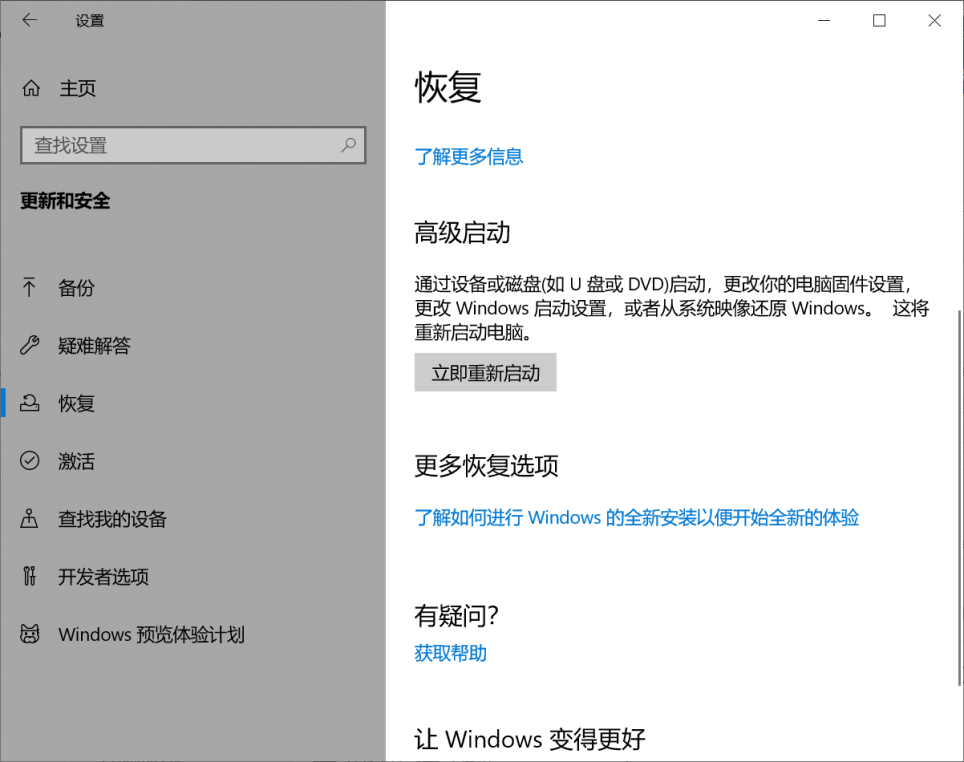 设置
主页
查找设置
更新和安全
备份
疑难解答
恢复
激活
查找我的设备
开发者选项
Windows 预览体验计划
恢复
了解更多信息
高级启动
通过设备或磁盘(如 U 盘或 DVD)启动，更改你的电脑固件设置，
更改 Windows 启动设置，或者从系统映像还原 Windows。 这将
重新启动电脑。
立即重新启动
更多恢复选项
了解如何进行 Windows 的全新安装以便开始全新的体验
有疑问?
获取帮助
让 Windows 变得更好